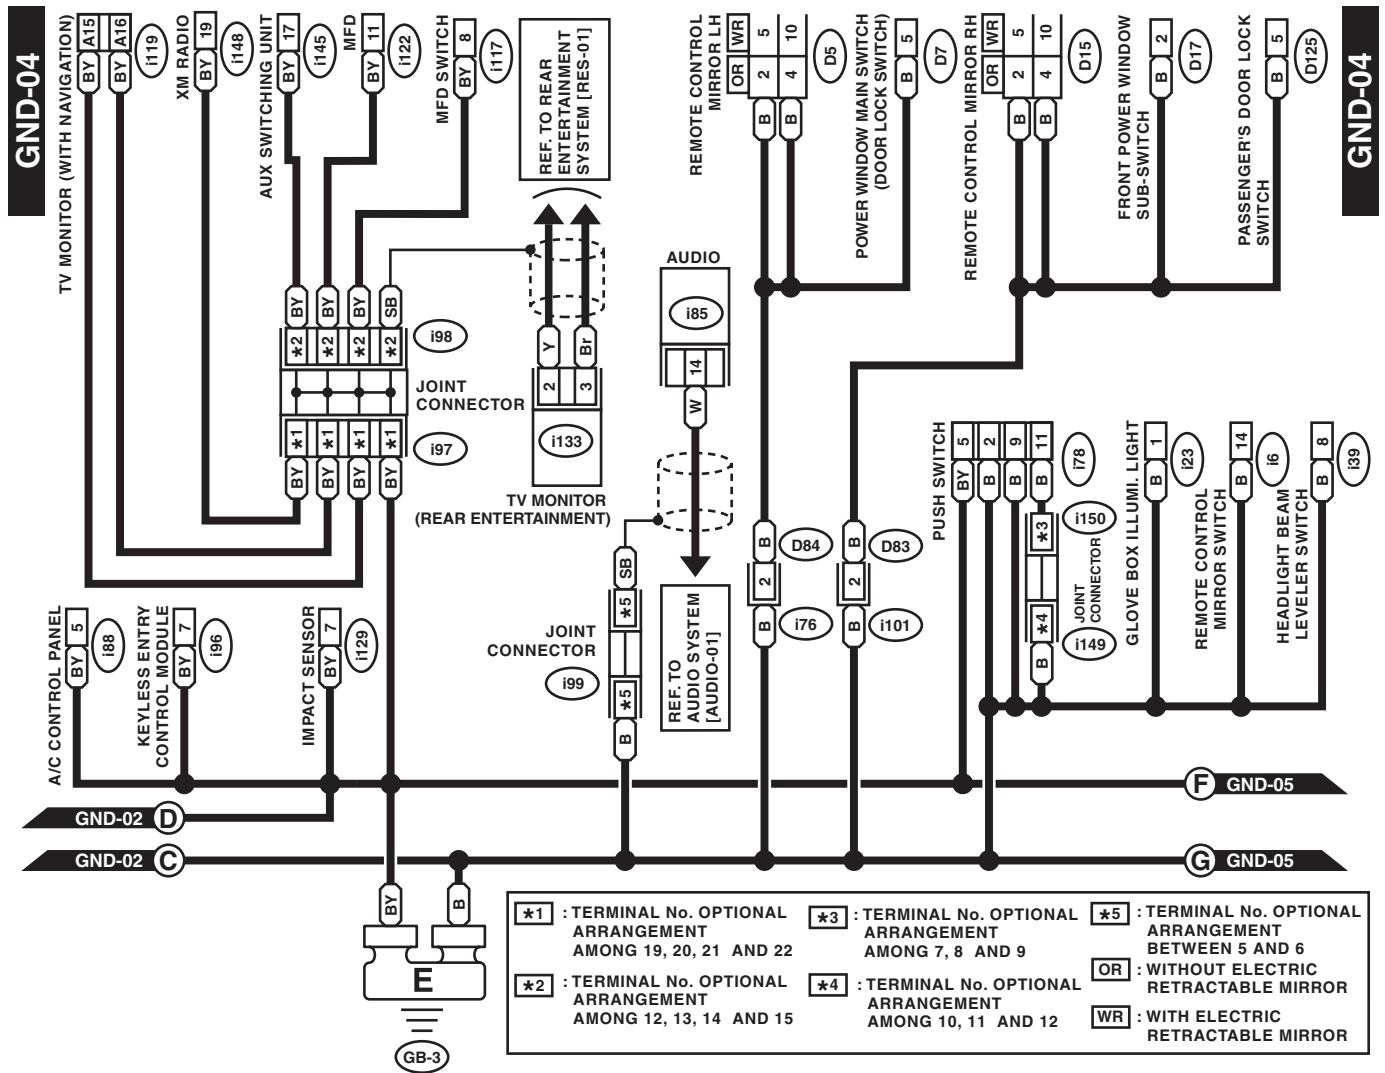 GND-04
GND-04
TV MONITOR (WITH NAVIGATION)
A15
A16
BY
BY
i119
XM RADIO
19
BY
i148
AUX SWITCHING UNIT
17
BY
i145
MFD
11
BY
i122
MFD SWITCH
8
BY
i117
REF. TO REAR
ENTERTAINMENT
SYSTEM [RES-01]
REMOTE CONTROL
MIRROR LH
WR
5
10
OR
2
4
B
B
D5
POWER WINDOW MAIN SWITCH
(DOOR LOCK SWITCH)
5
B
D7
REMOTE CONTROL MIRROR RH
WR
5
10
OR
2
4
B
B
D15
FRONT POWER WINDOW
SUB-SWITCH
2
B
D17
PASSENGER'S DOOR LOCK
SWITCH
5
B
D125
BY
BY
BY
SB
*2
*2
*2
*2
i98
JOINT
CONNECTOR
*1
*1
*1
*1
i97
BY
BY
BY
BY
Y
Br
2
3
i133
TV MONITOR
(REAR ENTERTAINMENT)
AUDIO
i85
14
W
REF. TO
AUDIO SYSTEM
[AUDIO-01]
SB
*5
JOINT
CONNECTOR
i99
*5
B
B
D84
2
B
i76
B
D83
2
B
i101
PUSH SWITCH
5
2
9
11
BY
B
B
B
i78
*3
i150
JOINT
CONNECTOR
*4
i149
B
GLOVE BOX ILLUMI. LIGHT
1
B
i23
REMOTE CONTROL
MIRROR SWITCH
14
B
i6
HEADLIGHT BEAM
LEVELER SWITCH
8
B
i39
A/C CONTROL PANEL
5
BY
i88
KEYLESS ENTRY
CONTROL MODULE
7
BY
i96
IMPACT SENSOR
7
BY
i129
F GND-05
GND-02 D
GND-02 C
G GND-05
BY
B
E
GB-3
*1 : TERMINAL No. OPTIONAL
ARRANGEMENT
AMONG 19, 20, 21 AND 22
*2 : TERMINAL No. OPTIONAL
ARRANGEMENT
AMONG 12, 13, 14 AND 15
*3 : TERMINAL No. OPTIONAL
ARRANGEMENT
AMONG 7, 8 AND 9
*4 : TERMINAL No. OPTIONAL
ARRANGEMENT
AMONG 10, 11 AND 12
*5 : TERMINAL No. OPTIONAL
ARRANGEMENT
BETWEEN 5 AND 6
OR : WITHOUT ELECTRIC
RETRACTABLE MIRROR
WR : WITH ELECTRIC
RETRACTABLE MIRROR